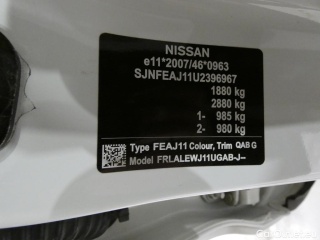 NISSAN
e11*2007/46*0963
SJNFEAJ11U2396967
1880 kg
2880 kg
1- 985 kg
2- 980 kg
Type FEAJ11 Colour, Trim QAB G
Model FRLALEWJ11UGAB-J--